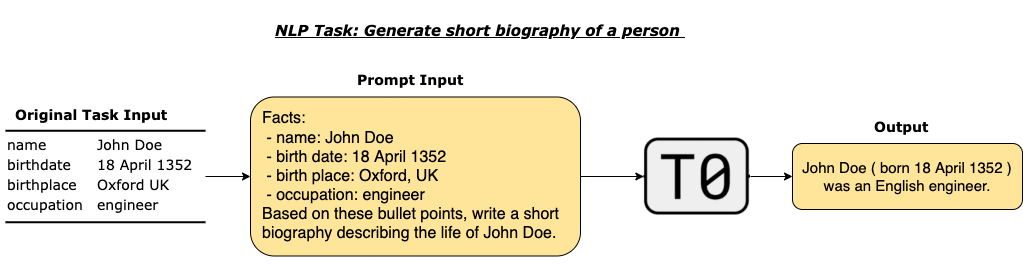 NLP Task: Generate short biography of a person
Original Task Input
name John Doe
birthdate 18 April 1352
birthplace Oxford UK
occupation engineer
Prompt Input
Facts:
- name: John Doe
- birth date: 18 April 1352
- birth place: Oxford, UK
- occupation: engineer
Based on these bullet points, write a short
biography describing the life of John Doe.
T0
Output
John Doe ( born 18 April 1352 )
was an English engineer.